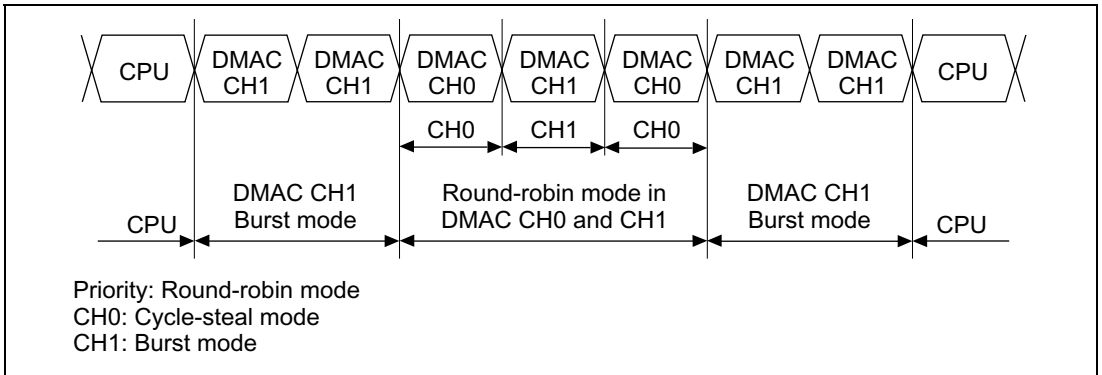 CPU DMAC CH1 DMAC CH1 DMAC CH0 DMAC CH1 DMAC CH0 DMAC CH1 DMAC CH1 CPU
CH0 CH1 CH0
CPU
DMAC CH1
Burst mode
Round-robin mode in
DMAC CH0 and CH1
DMAC CH1
Burst mode
CPU
Priority: Round-robin mode
CH0: Cycle-steal mode
CH1: Burst mode